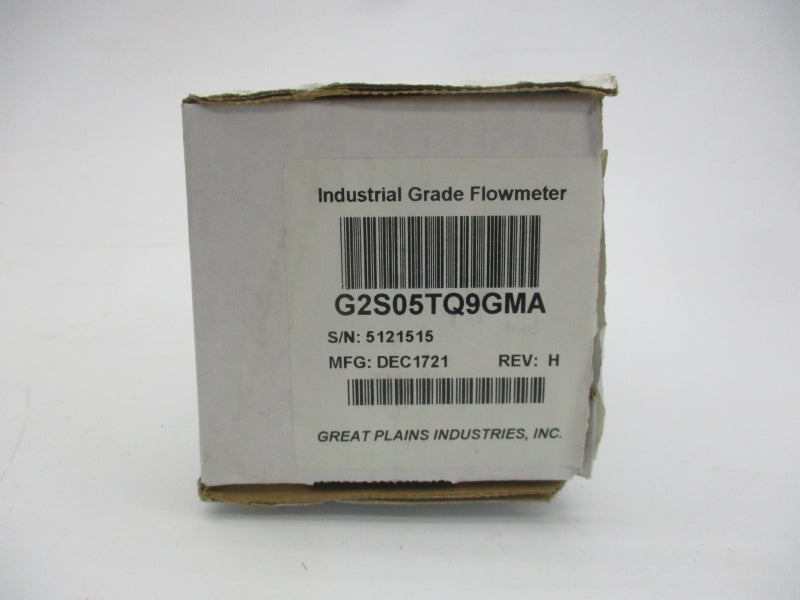 Industrial Grade Flowmeter
G2S05TQ9GMA
S/N: 5121515
MFG: DEC1721 REV: H
GREAT PLAINS INDUSTRIES, INC.